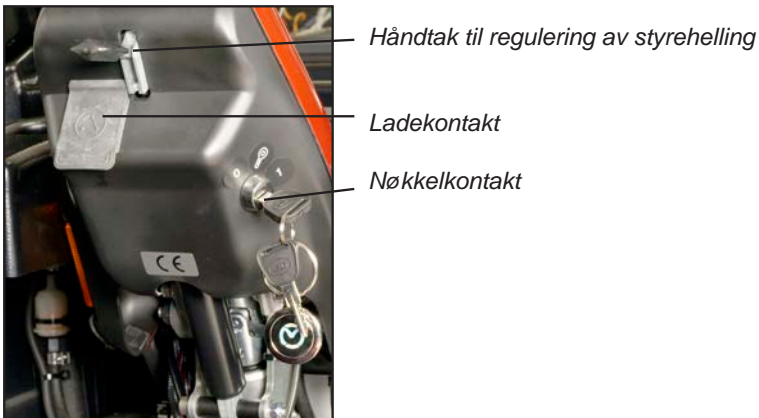 Håndtak til regulering av styrehelling
Ladekontakt
Nøkkelkontakt
0
1
CE